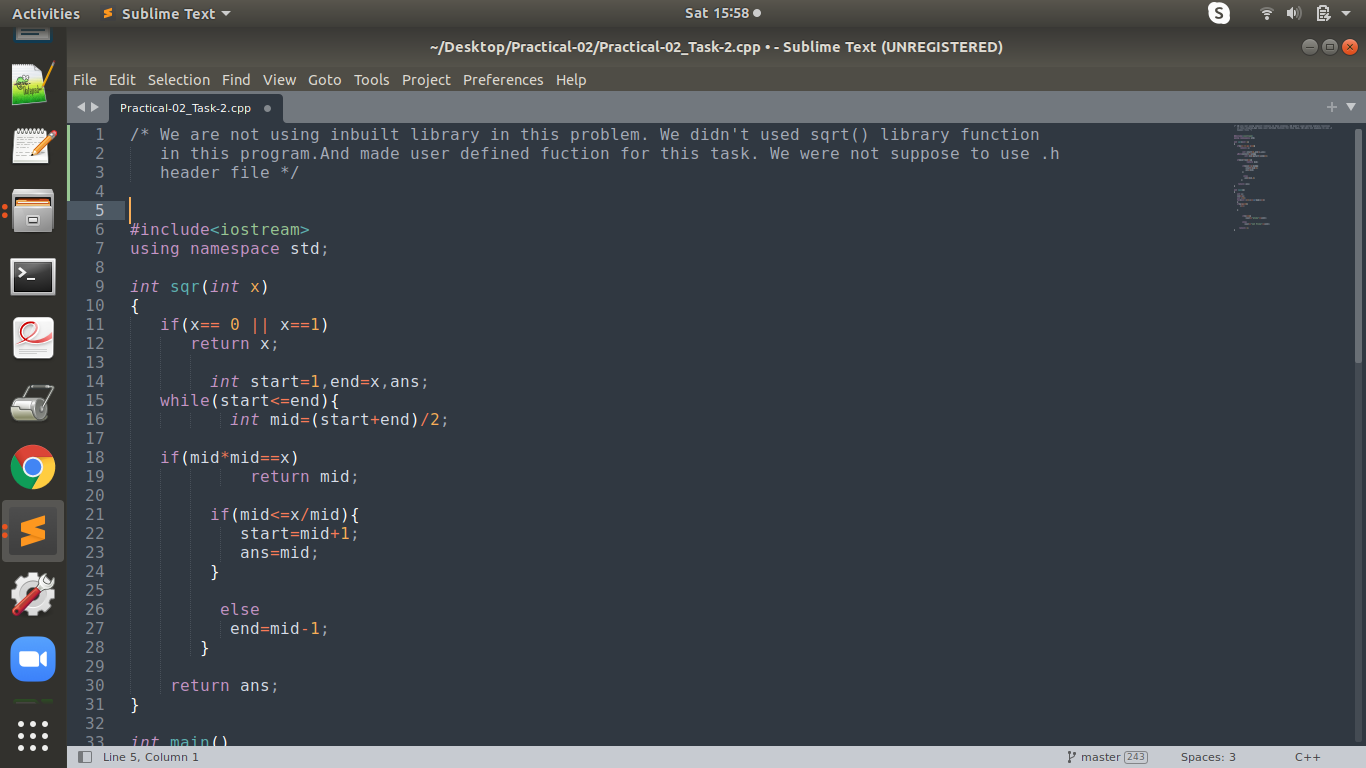 Activities Sublime Text Sat 15:58
~/Desktop/Practical-02/Practical-02_Task-2.cpp • - Sublime Text (UNREGISTERED)
File Edit Selection Find View Goto Tools Project Preferences Help
Practical-02_Task-2.cpp
1 /* We are not using inbuilt library in this problem. We didn't used sqrt() library function
2 in this program.And made user defined fuction for this task. We were not suppose to use .h
3 header file */
4
5
6 #include<iostream>
7 using namespace std;
8
9 int sqr(int x)
10 {
11 if(x== 0 || x==1)
12 return x;
13
14 int start=1,end=x,ans;
15 while(start<=end){
16 int mid=(start+end)/2;
17
18 if(mid*mid==x)
19 return mid;
20
21 if(mid<=x/mid){
22 start=mid+1;
23 ans=mid;
24 }
25
26 else
27 end=mid-1;
28 }
29
30 return ans;
31 }
32
33 int main()
Line 5, Column 1 master 243 Spaces: 3 C++